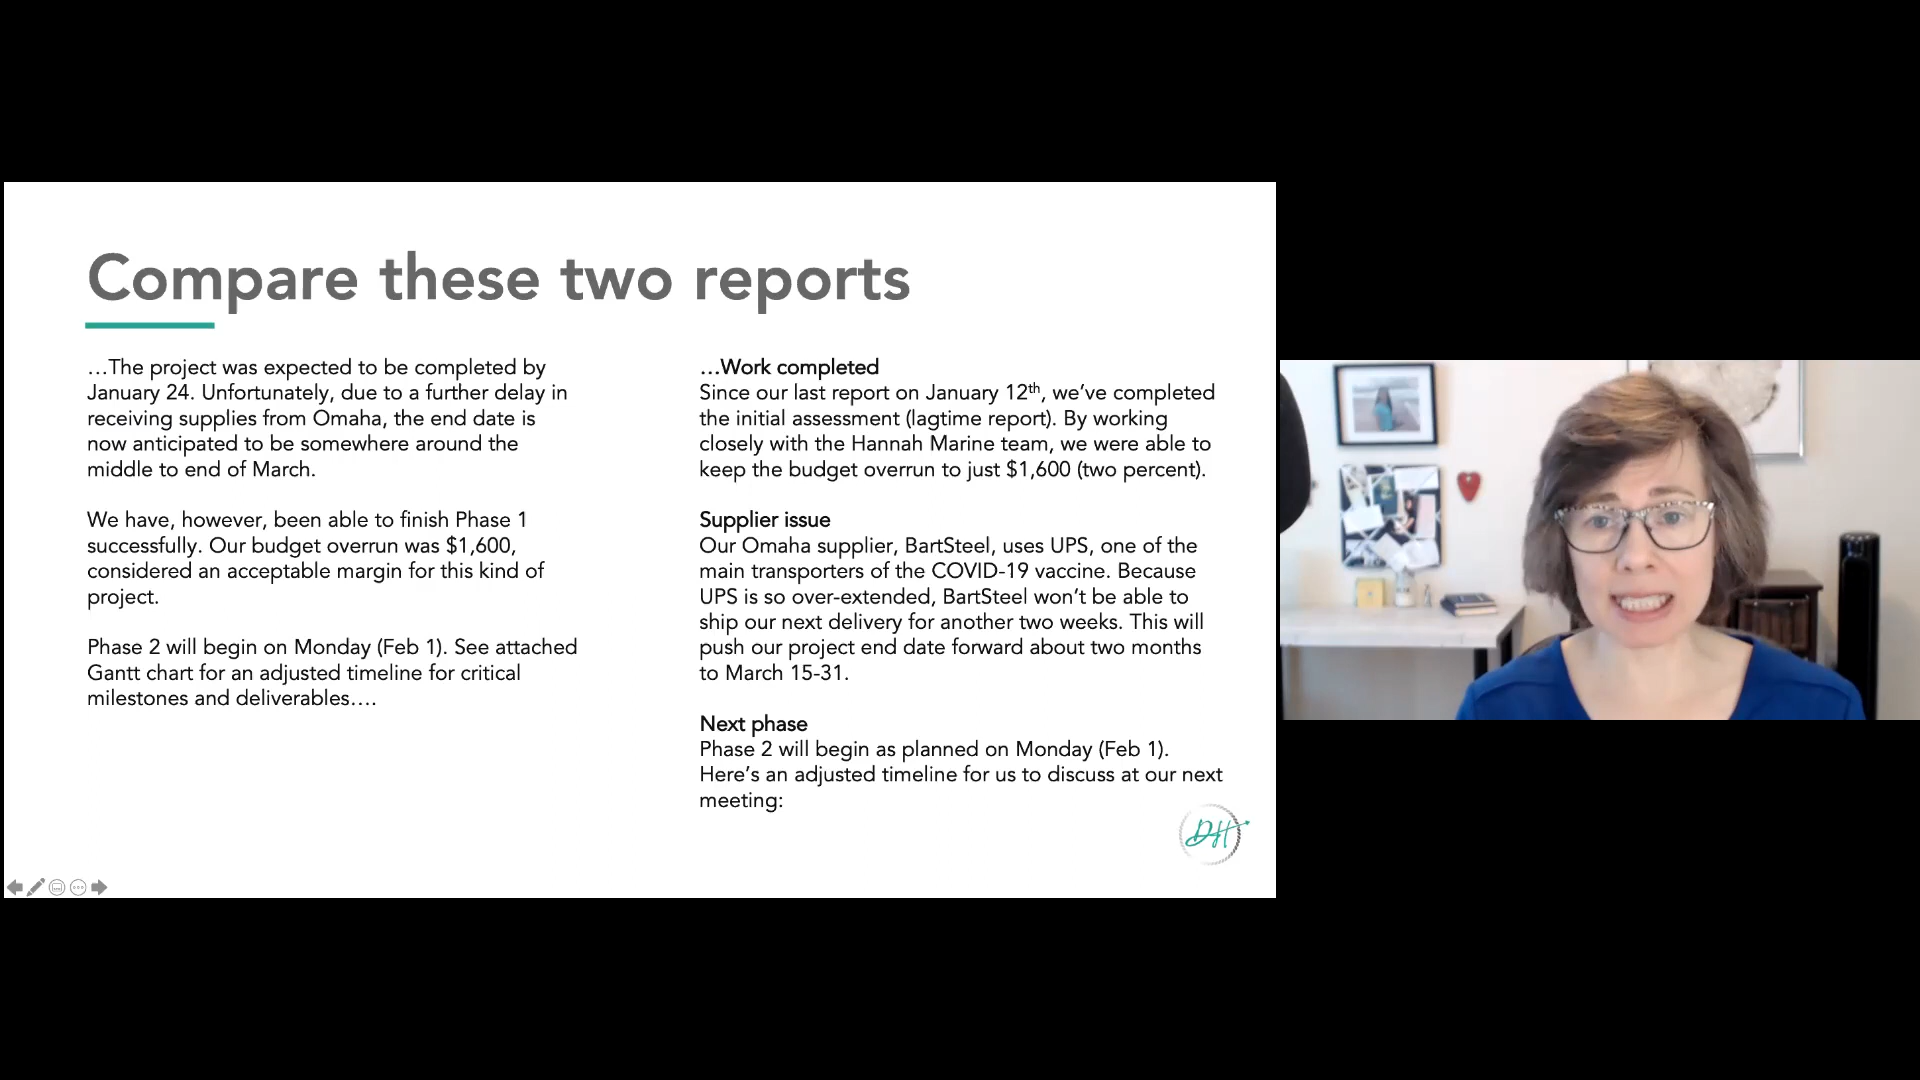 Compare these two reports
…The project was expected to be completed by
January 24. Unfortunately, due to a further delay in
receiving supplies from Omaha, the end date is
now anticipated to be somewhere around the
middle to end of March.
We have, however, been able to finish Phase 1
successfully. Our budget overrun was $1,600,
considered an acceptable margin for this kind of
project.
Phase 2 will begin on Monday (Feb 1). See attached
Gantt chart for an adjusted timeline for critical
milestones and deliverables….
…Work completed
Since our last report on January 12th, we’ve completed
the initial assessment (lagtime report). By working
closely with the Hannah Marine team, we were able to
keep the budget overrun to just $1,600 (two percent).
Supplier issue
Our Omaha supplier, BartSteel, uses UPS, one of the
main transporters of the COVID-19 vaccine. Because
UPS is so over-extended, BartSteel won’t be able to
ship our next delivery for another two weeks. This will
push our project end date forward about two months
to March 15-31.
Next phase
Phase 2 will begin as planned on Monday (Feb 1).
Here’s an adjusted timeline for us to discuss at our next
meeting:
DH